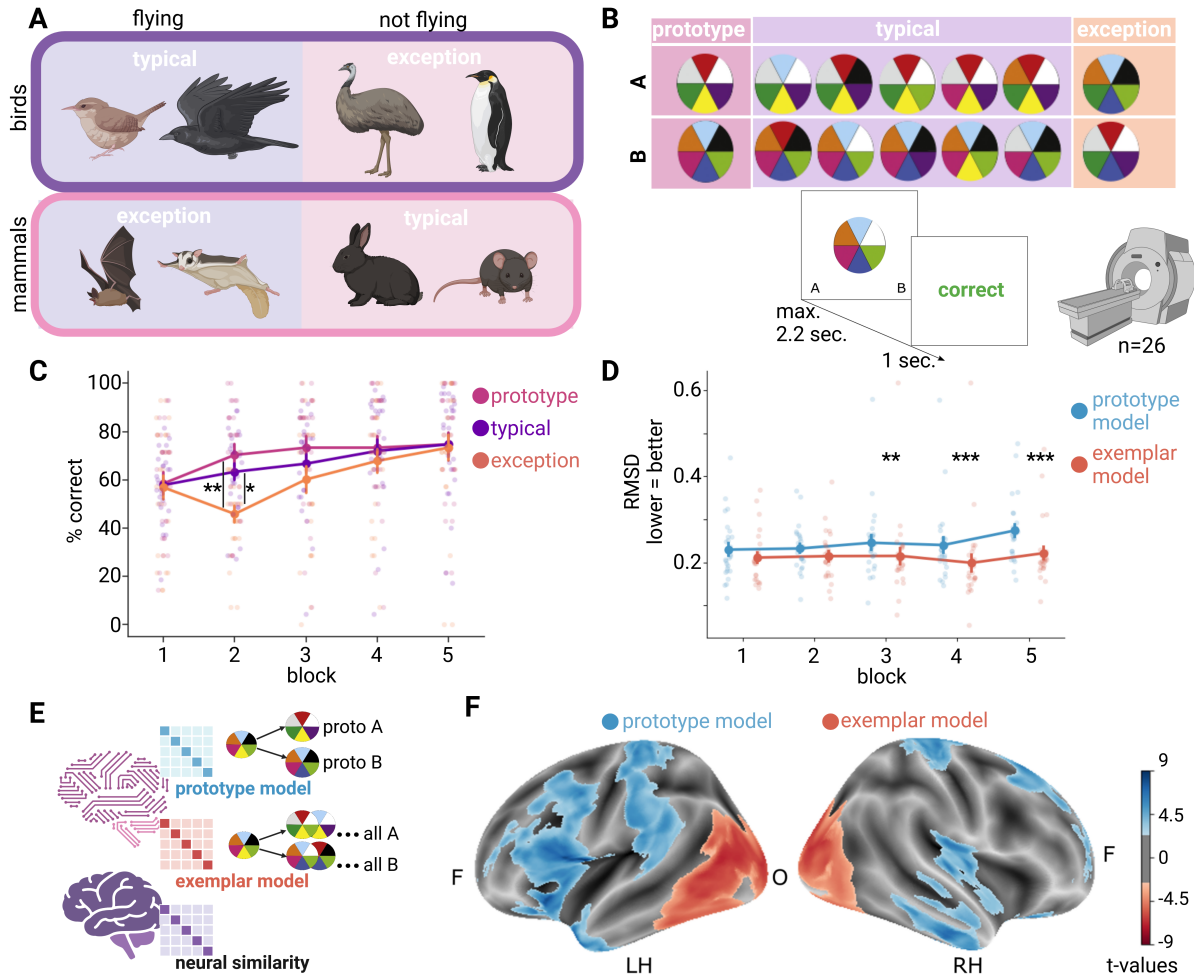 A
flying
not flying
birds
typical
exception
mammals
exception
typical
B
prototype
typical
exception
A
B
A
B
correct
max.
2.2 sec.
1 sec.
n=26
C
% correct
100
80
60
40
20
0
** *
prototype
typical
exception
1 2 3 4 5
block
D
RMSD
lower = better
0.6
0.4
0.2
** *** ***
prototype
model
exemplar
model
1 2 3 4 5
block
E
proto A
proto B
prototype model
all A
all B
exemplar model
neural similarity
F
prototype model
exemplar model
F
O
F
LH
RH
9
4.5
0
-4.5
-9
t-values